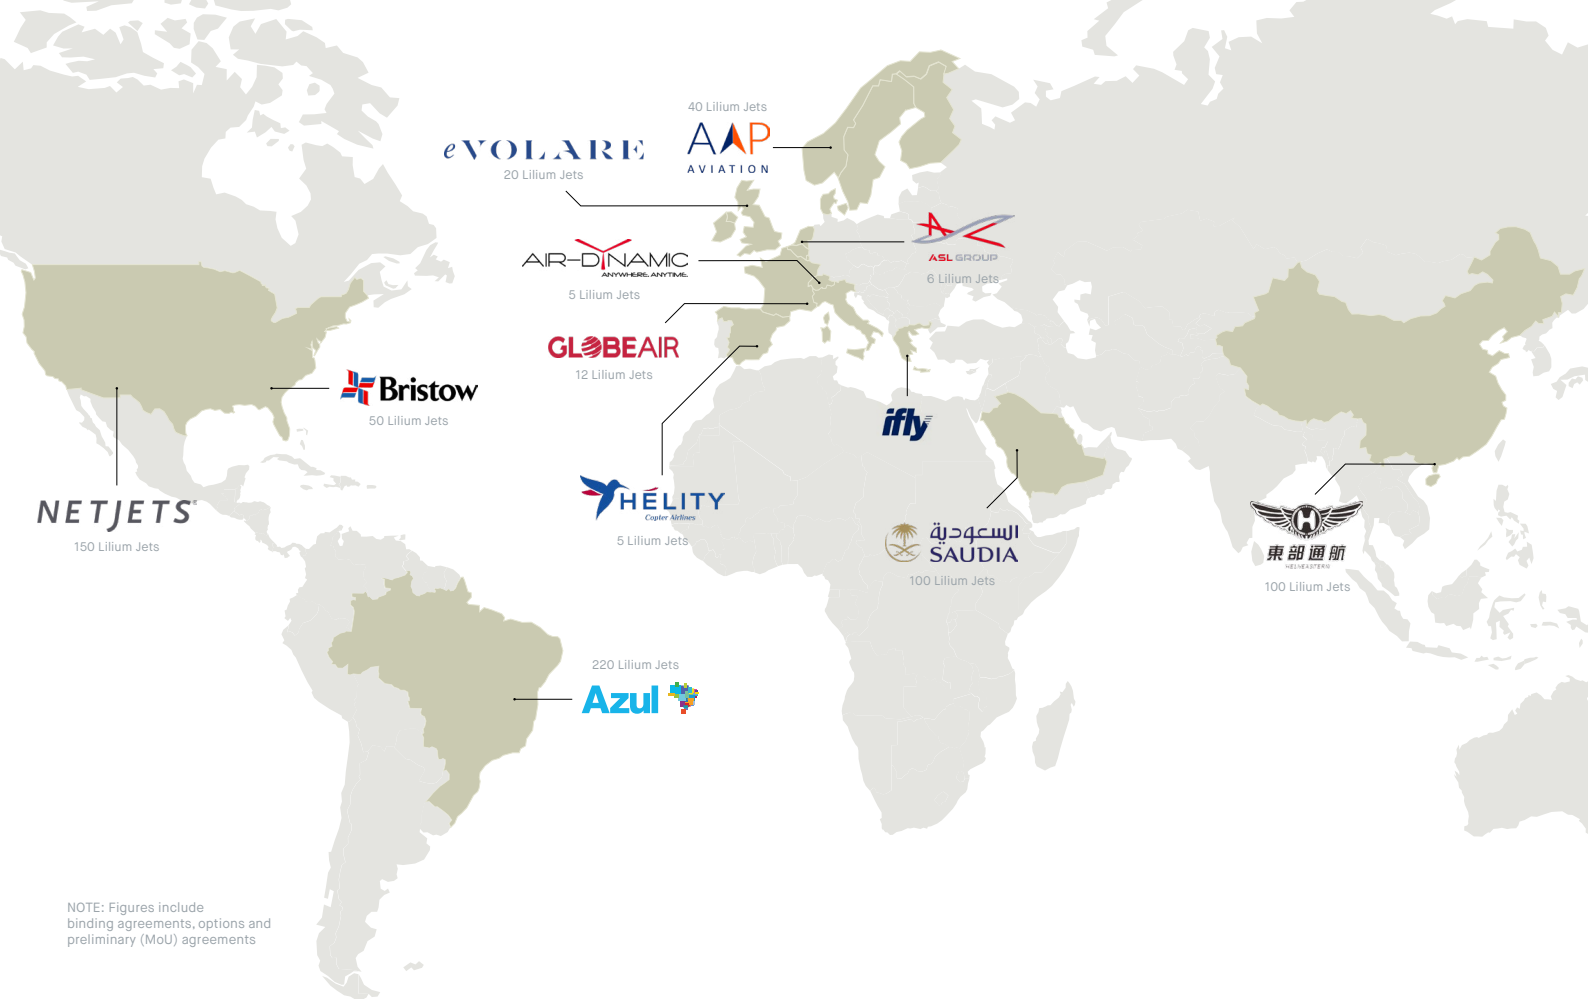 40 Lilium Jets
AAP
AVIATION
eVOLARE
20 Lilium Jets
ASL GROUP
6 Lilium Jets
AIR-DYNAMIC
ANYWHERE. ANYTIME.
5 Lilium Jets
GLOBEAIR
12 Lilium Jets
Bristow
50 Lilium Jets
ifly
NETJETS®
150 Lilium Jets
HÉLITY
Copter Airlines
5 Lilium Jets
السعودية
SAUDIA
100 Lilium Jets
H
東部通航
HELIEASTERN
100 Lilium Jets
220 Lilium Jets
Azul
NOTE: Figures include
binding agreements, options and
preliminary (MoU) agreements